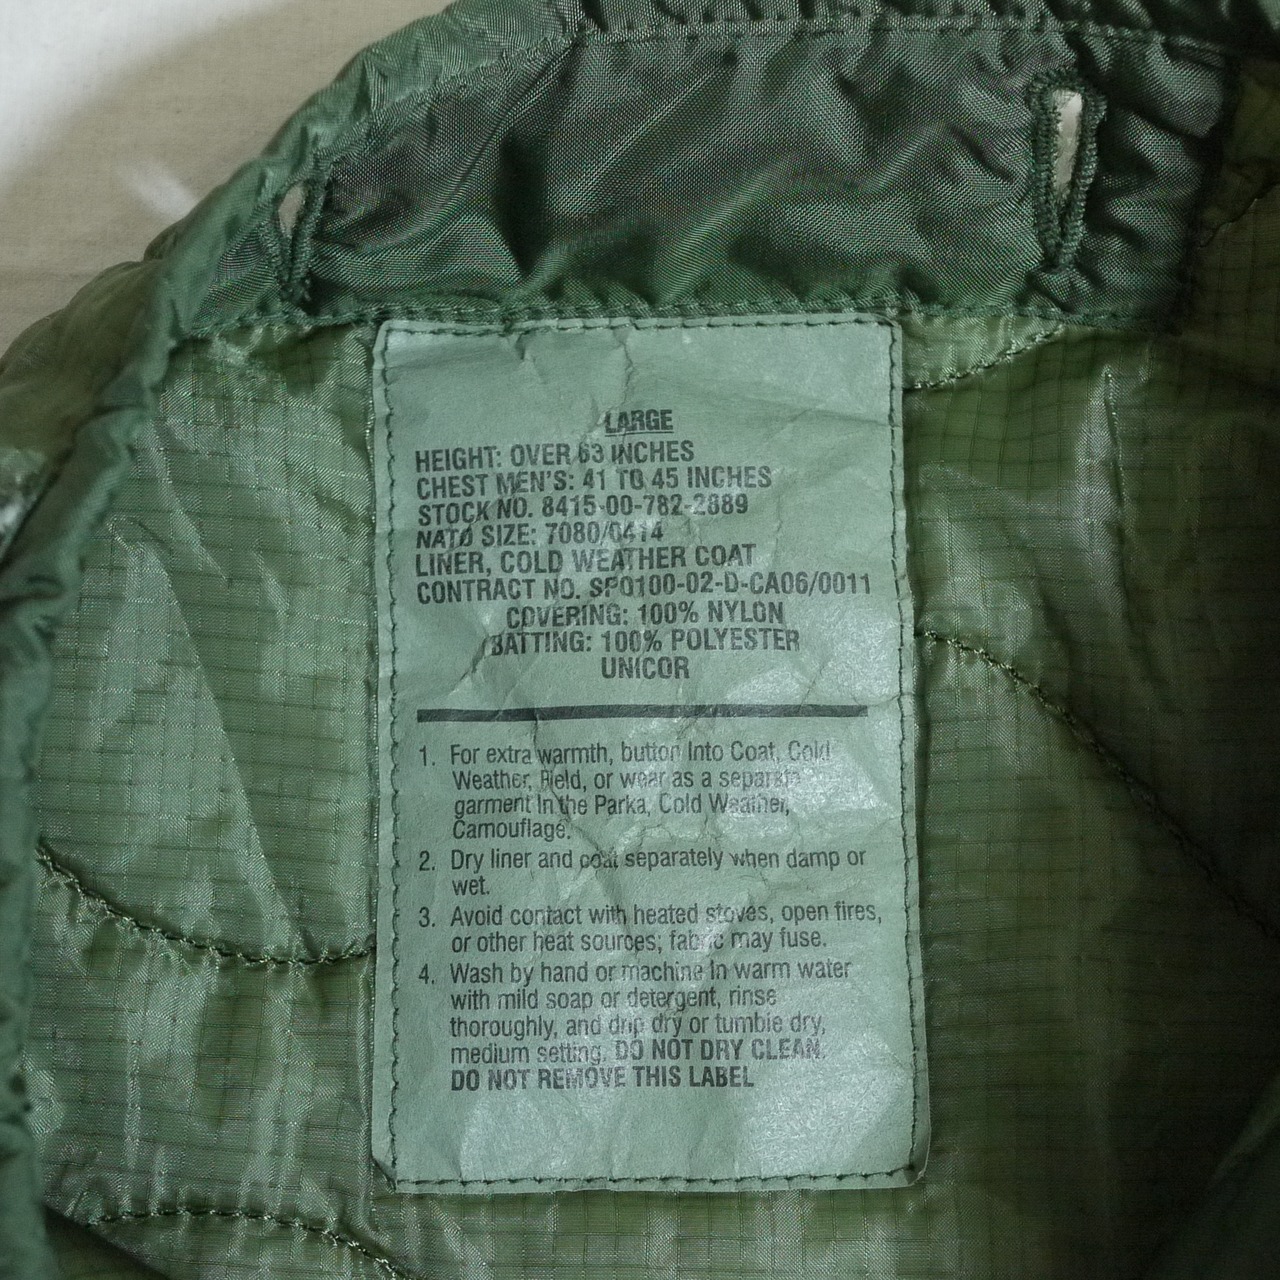 LARGE
HEIGHT: OVER 63 INCHES
CHEST MEN'S: 41 TO 45 INCHES
STOCK NO. 8415-00-782-2889
NATO SIZE: 7080/0414
LINER, COLD WEATHER COAT
CONTRACT NO. SPO100-02-D-CA06/0011
COVERING: 100% NYLON
BATTING: 100% POLYESTER
UNICOR
1. For extra warmth, button into Coat, Cold
Weather, Field, or wear as a separate
garment in the Parka, Cold Weather,
Camouflage.
2. Dry liner and coat separately when damp or
wet.
3. Avoid contact with heated stoves, open fires,
or other heat sources; fabric may fuse.
4. Wash by hand or machine in warm water
with mild soap or detergent, rinse
thoroughly, and drip dry or tumble dry,
medium setting. DO NOT DRY CLEAN.
DO NOT REMOVE THIS LABEL